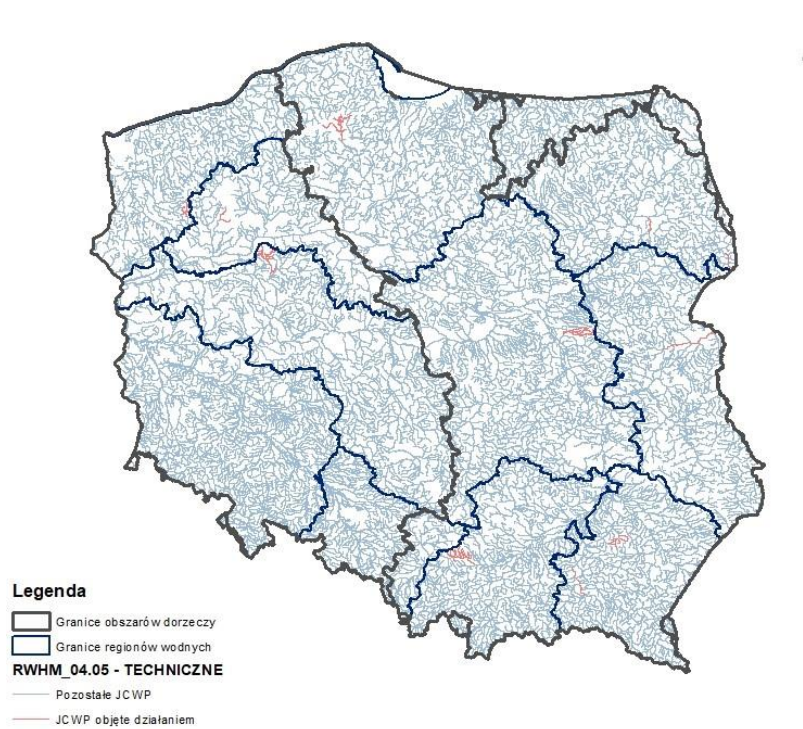 Legenda
Granice obszarów dorzeczy
Granice regionów wodnych
RWHM_04.05 - TECHNICZNE
Pozostałe JCWP
JCWP objęte działaniem